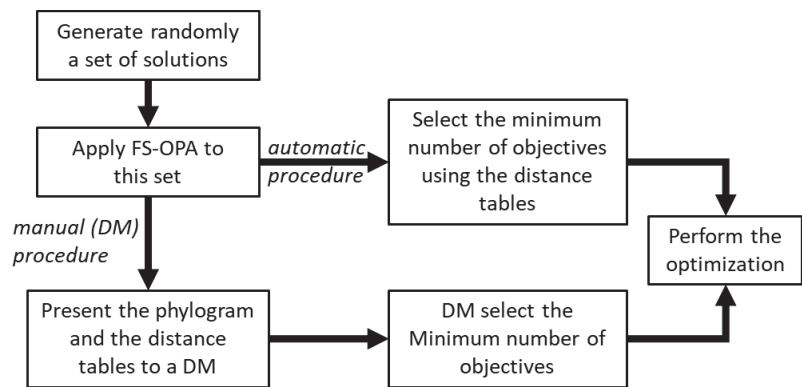 Generate randomly
a set of solutions
Apply FS-OPA to
this set
automatic
procedure
Select the minimum
number of objectives
using the distance
tables
manual (DM)
procedure
Perform the
optimization
Present the phylogram
and the distance
tables to a DM
DM select the
Minimum number of
objectives